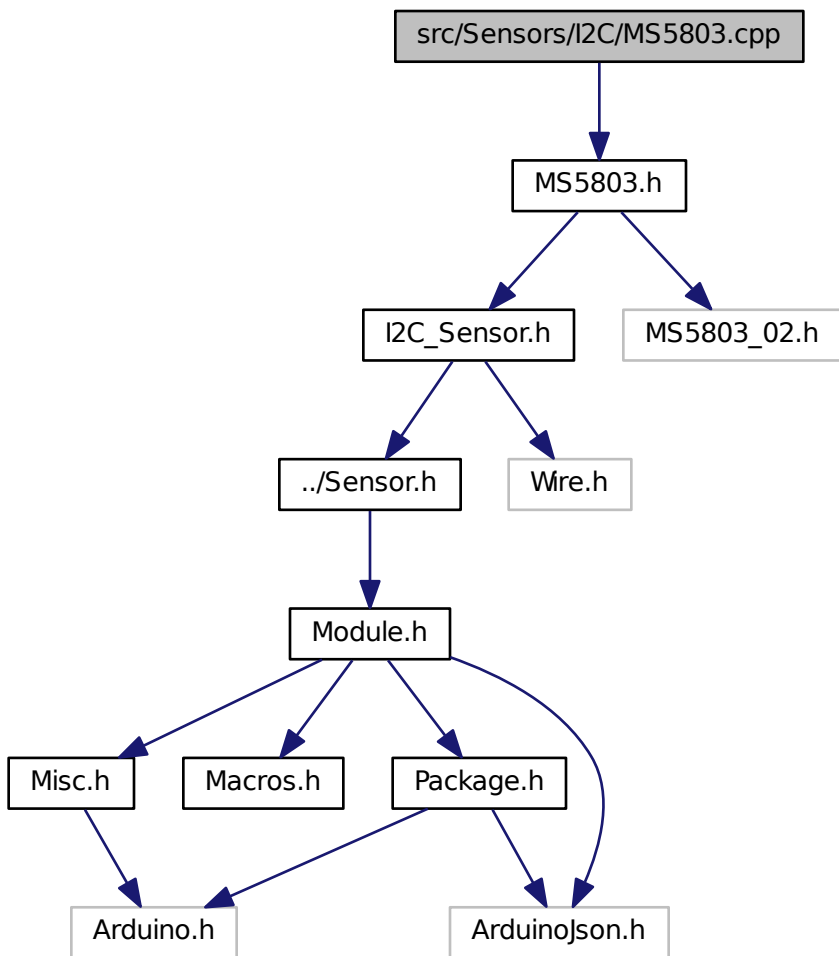 src/Sensors/I2C/MS5803.cpp
MS5803.h
I2C_Sensor.h
MS5803_02.h
../Sensor.h
Wire.h
Module.h
Misc.h
Macros.h
Package.h
Arduino.h
ArduinoJson.h